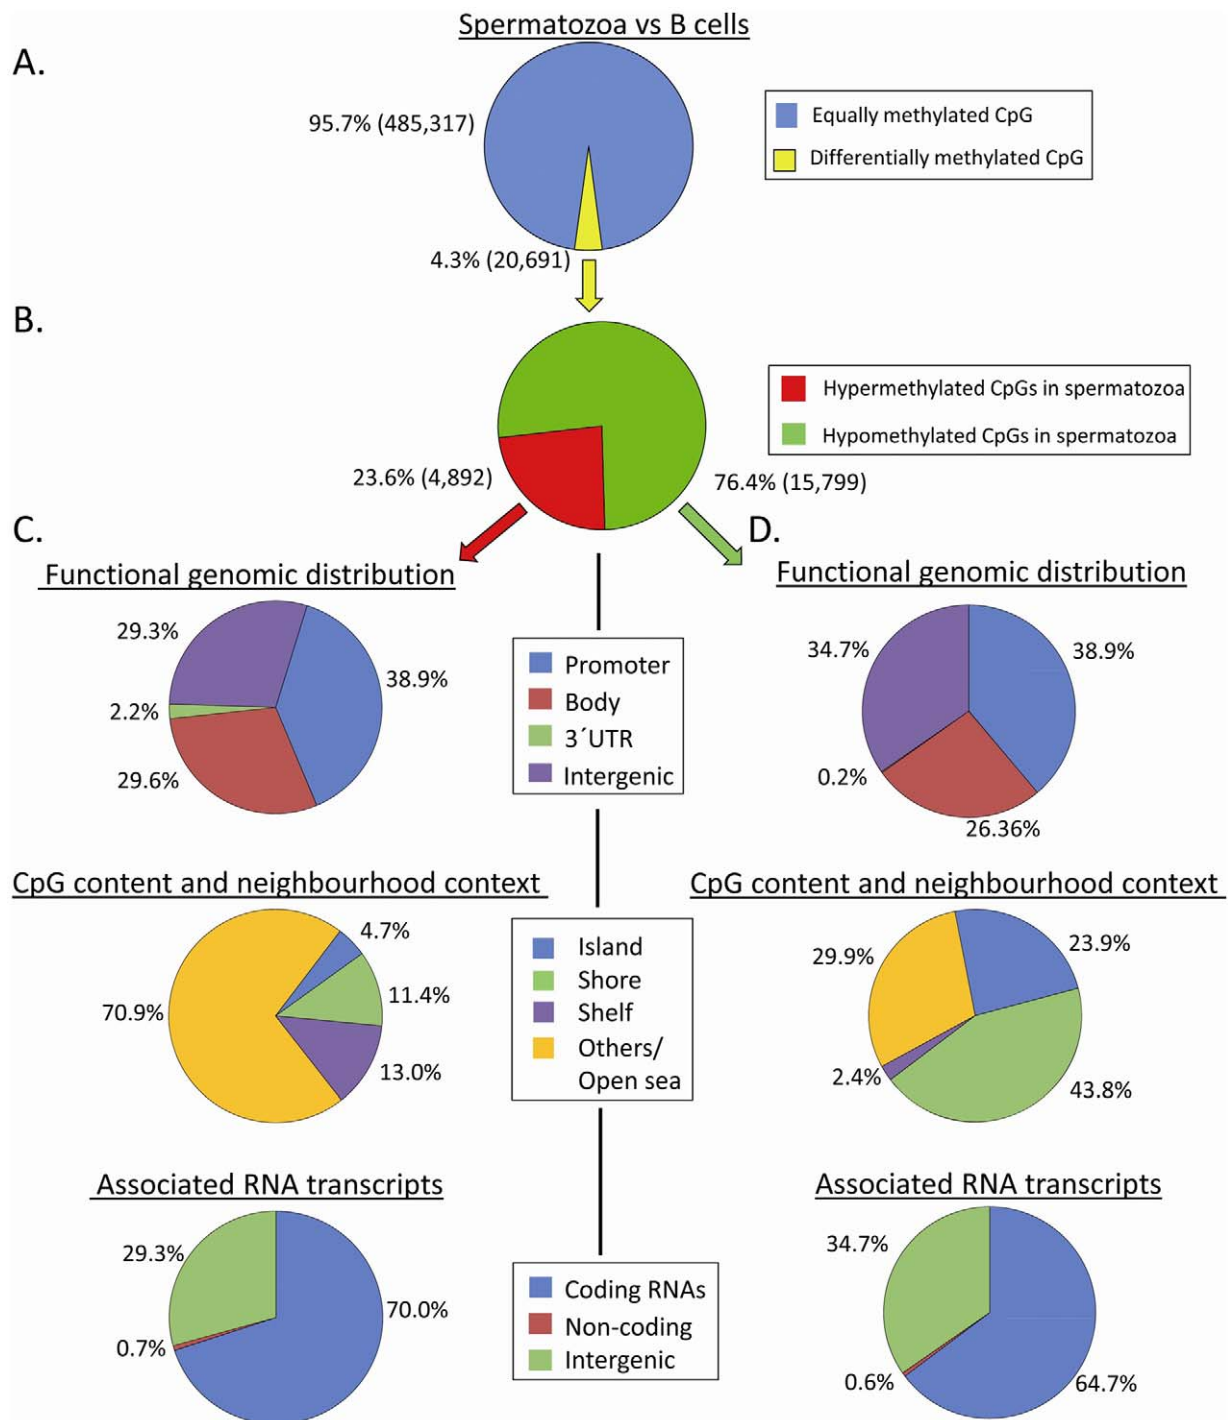 Spermatozoa vs B cells
A.
95.7% (485,317)
Equally methylated CpG
Differentially methylated CpG
4.3% (20,691)
B.
Hypermethylated CpGs in spermatozoa
Hypomethylated CpGs in spermatozoa
23.6% (4,892)
76.4% (15,799)
C.
D.
Functional genomic distribution
29.3%
38.9%
2.2%
29.6%
Promoter
Body
3´UTR
Intergenic
Functional genomic distribution
34.7%
38.9%
0.2%
26.36%
CpG content and neighbourhood context
4.7%
11.4%
70.9%
13.0%
Island
Shore
Shelf
Others/
Open sea
CpG content and neighbourhood context
29.9%
23.9%
2.4%
43.8%
Associated RNA transcripts
29.3%
70.0%
0.7%
Coding RNAs
Non-coding
Intergenic
Associated RNA transcripts
34.7%
0.6%
64.7%